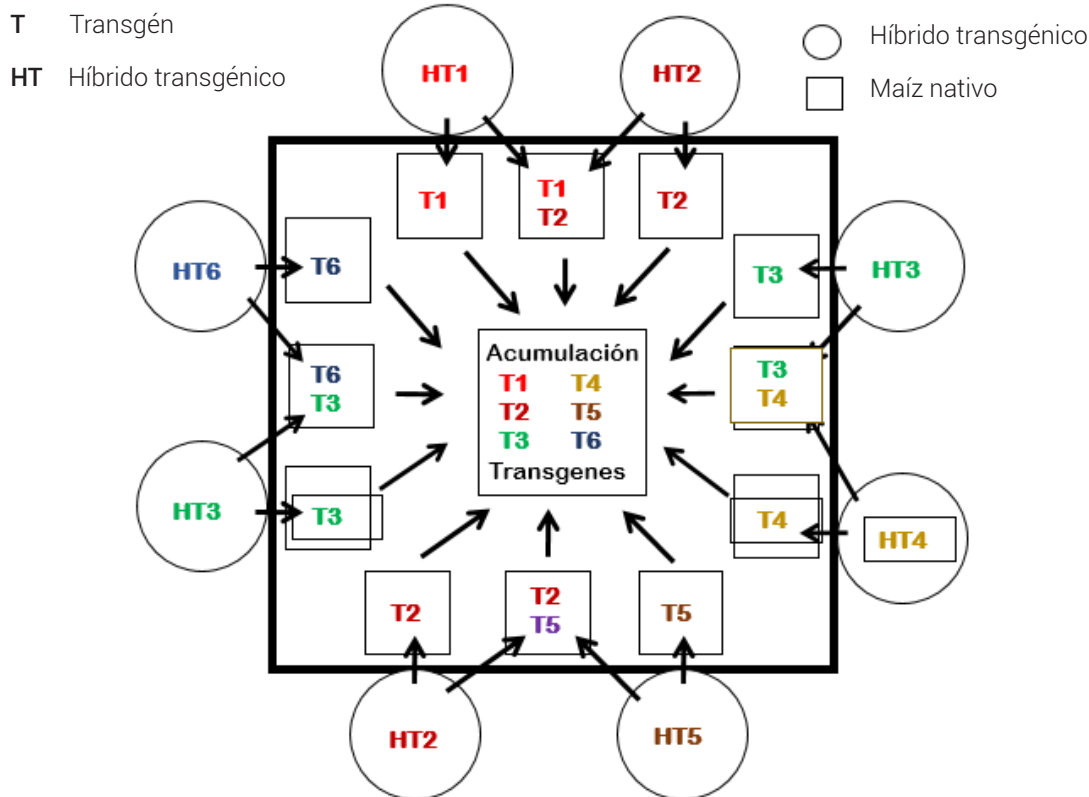 T Transgén
HT Híbrido transgénico
Híbrido transgénico
Maíz nativo
HT1
HT2
T1
T1
T2
T2
HT6
T6
T3
HT3
T6
T3
T3
T4
HT3
T3
T4
HT4
Acumulación
T1 T4
T2 T5
T3 T6
Transgenes
T2
T2
T5
T5
HT2
HT5